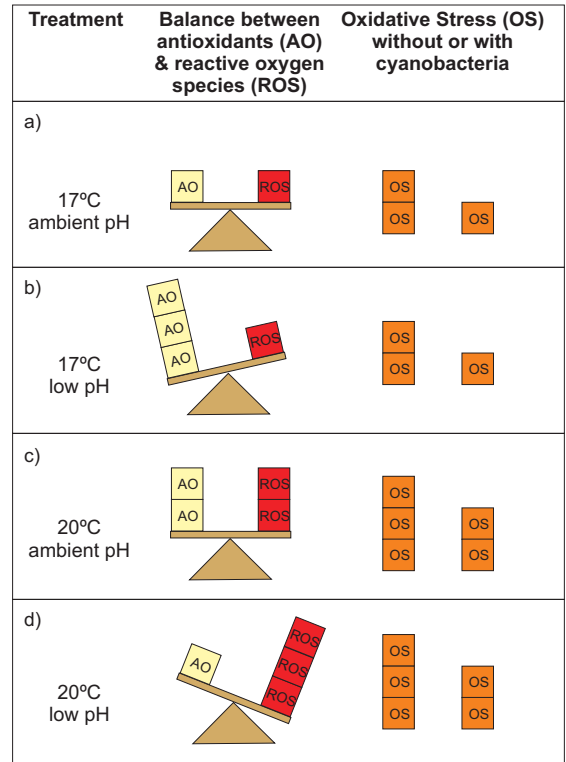 Treatment
Balance between
antioxidants (AO)
& reactive oxygen
species (ROS)
Oxidative Stress (OS)
without or with
cyanobacteria
a)
17ºC
ambient pH
AO
ROS
OS
OS
OS
b)
17ºC
low pH
AO
AO
AO
ROS
OS
OS
OS
c)
20ºC
ambient pH
AO
AO
ROS
ROS
OS
OS
OS
OS
OS
d)
20ºC
low pH
AO
ROS
ROS
ROS
OS
OS
OS
OS
OS